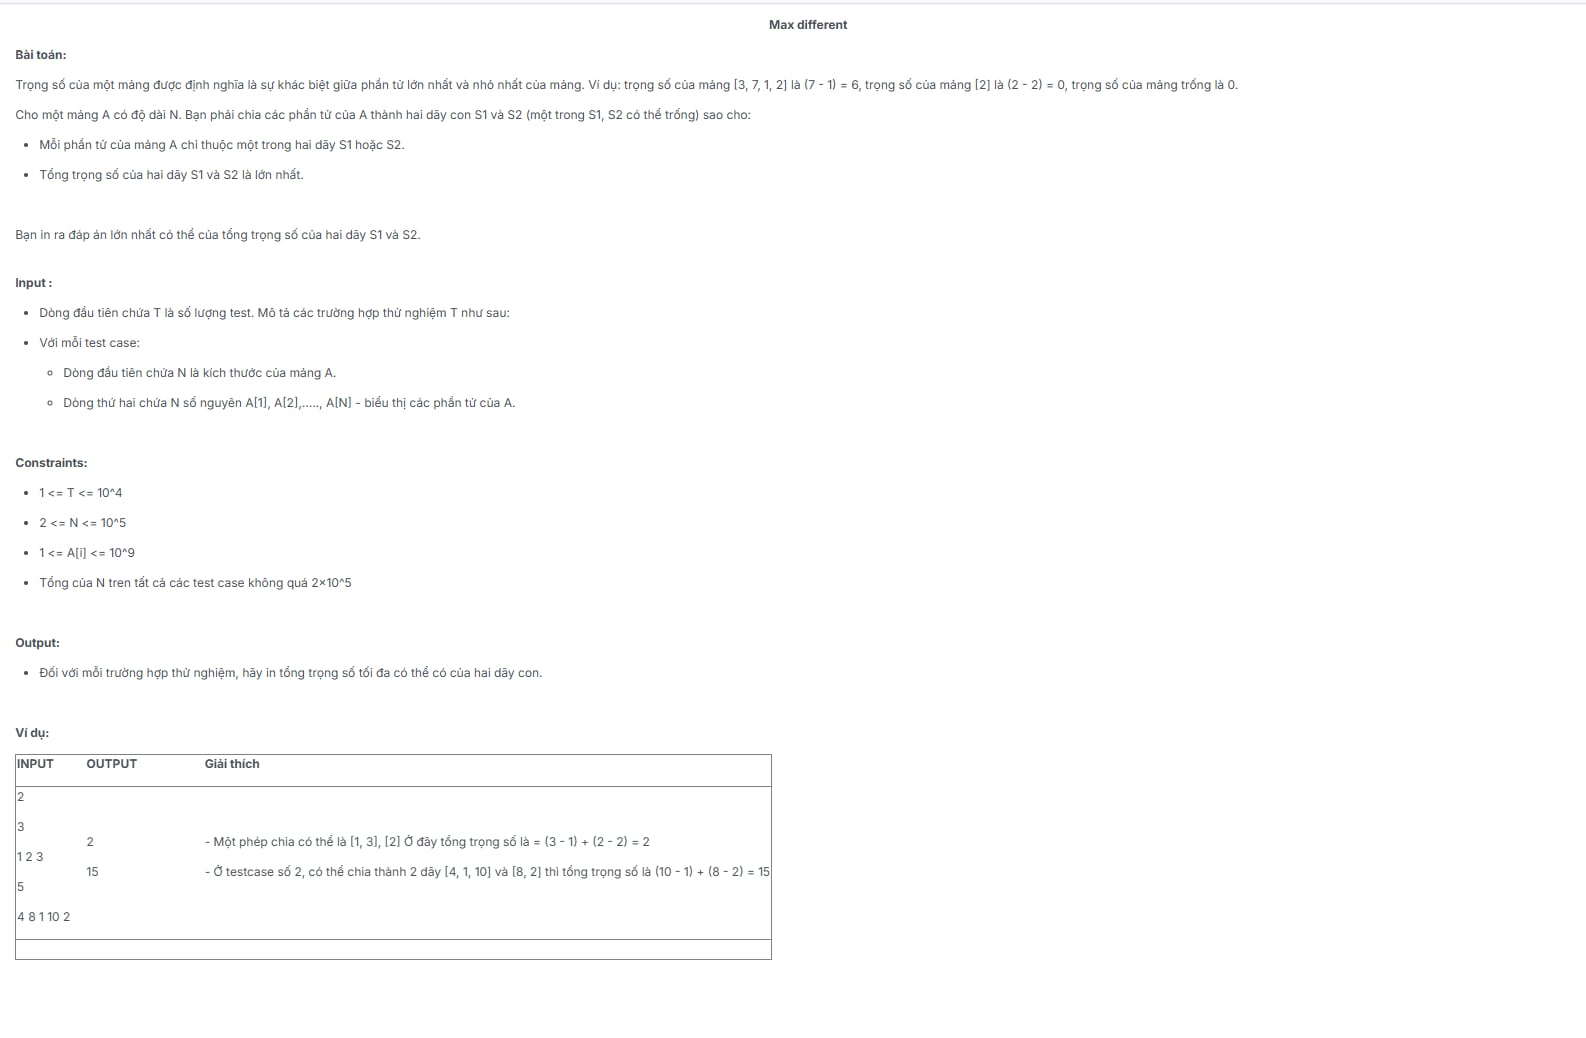 Max different
Bài toán:
Trọng số của một mảng được định nghĩa là sự khác biệt giữa phần tử lớn nhất và nhỏ nhất của mảng. Ví dụ: trọng số của mảng [3, 7, 1, 2] là (7 - 1) = 6, trọng số của mảng [2] là (2 - 2) = 0, trọng số của mảng trống là 0.
Cho một mảng A có độ dài N. Bạn phải chia các phần tử của A thành hai dãy con S1 và S2 (một trong S1, S2 có thể trống) sao cho:
• Mỗi phần tử của mảng A chỉ thuộc một trong hai dãy S1 hoặc S2.
• Tổng trọng số của hai dãy S1 và S2 là lớn nhất.
Bạn in ra đáp án lớn nhất có thể của tổng trọng số của hai dãy S1 và S2.
Input :
• Dòng đầu tiên chứa T là số lượng test. Mô tả các trường hợp thử nghiệm T như sau:
• Với mỗi test case:
◦ Dòng đầu tiên chứa N là kích thước của mảng A.
◦ Dòng thứ hai chứa N số nguyên A[1], A[2],....., A[N] - biểu thị các phần tử của A.
Constraints:
• 1 <= T <= 10^4
• 2 <= N <= 10^5
• 1 <= A[i] <= 10^9
• Tổng của N tren tất cả các test case không quá 2×10^5
Output:
• Đối với mỗi trường hợp thử nghiệm, hãy in tổng trọng số tối đa có thể có của hai dãy con.
Ví dụ:
INPUT OUTPUT Giải thích
2
3
1 2 3
5
4 8 1 10 2
2
15
- Một phép chia có thể là [1, 3], [2] Ở đây tổng trọng số là = (3 - 1) + (2 - 2) = 2
- Ở testcase số 2, có thể chia thành 2 dãy [4, 1, 10] và [8, 2] thì tổng trọng số là (10 - 1) + (8 - 2) = 15